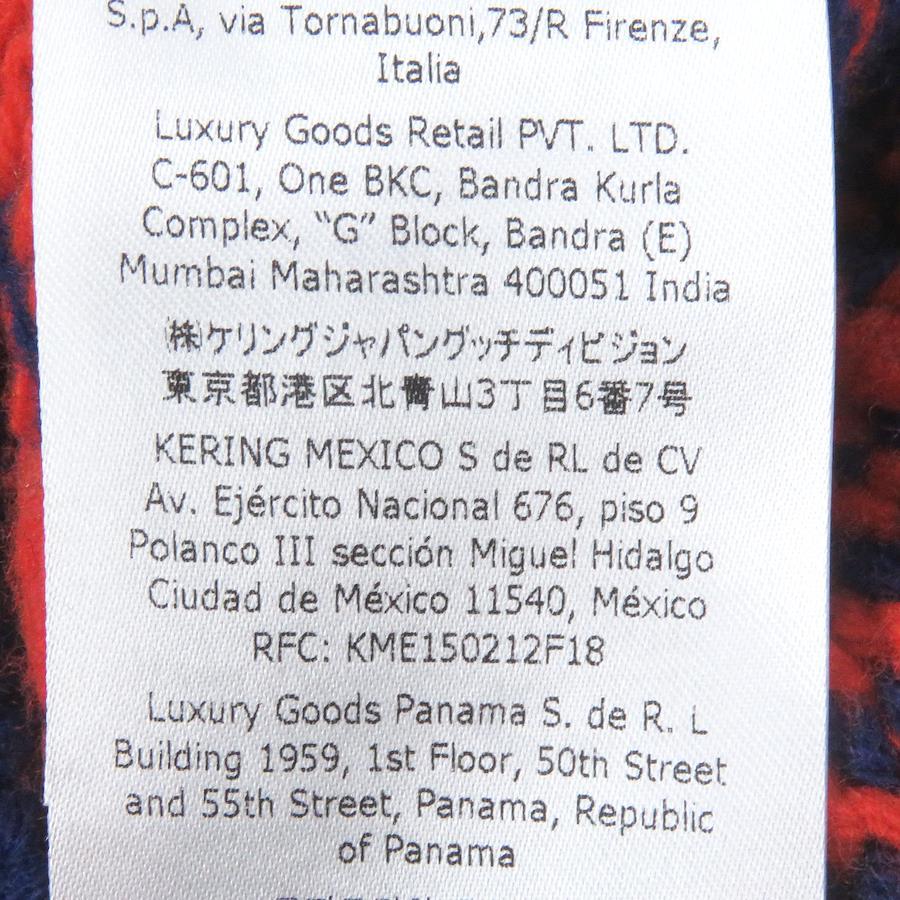 S.p.A, via Tornabuoni,73/R Firenze,
Italia
Luxury Goods Retail PVT. LTD.
C-601, One BKC, Bandra Kurla
Complex, “G” Block, Bandra (E)
Mumbai Maharashtra 400051 India
㈱ケリングジャパングッチディビジョン
東京都港区北青山3丁目6番7号
KERING MEXICO S de RL de CV
Av. Ejército Nacional 676, piso 9
Polanco III sección Miguel Hidalgo
Ciudad de México 11540, México
RFC: KME150212F18
Luxury Goods Panama S. de R. L
Building 1959, 1st Floor, 50th Street
and 55th Street, Panama, Republic
of Panama